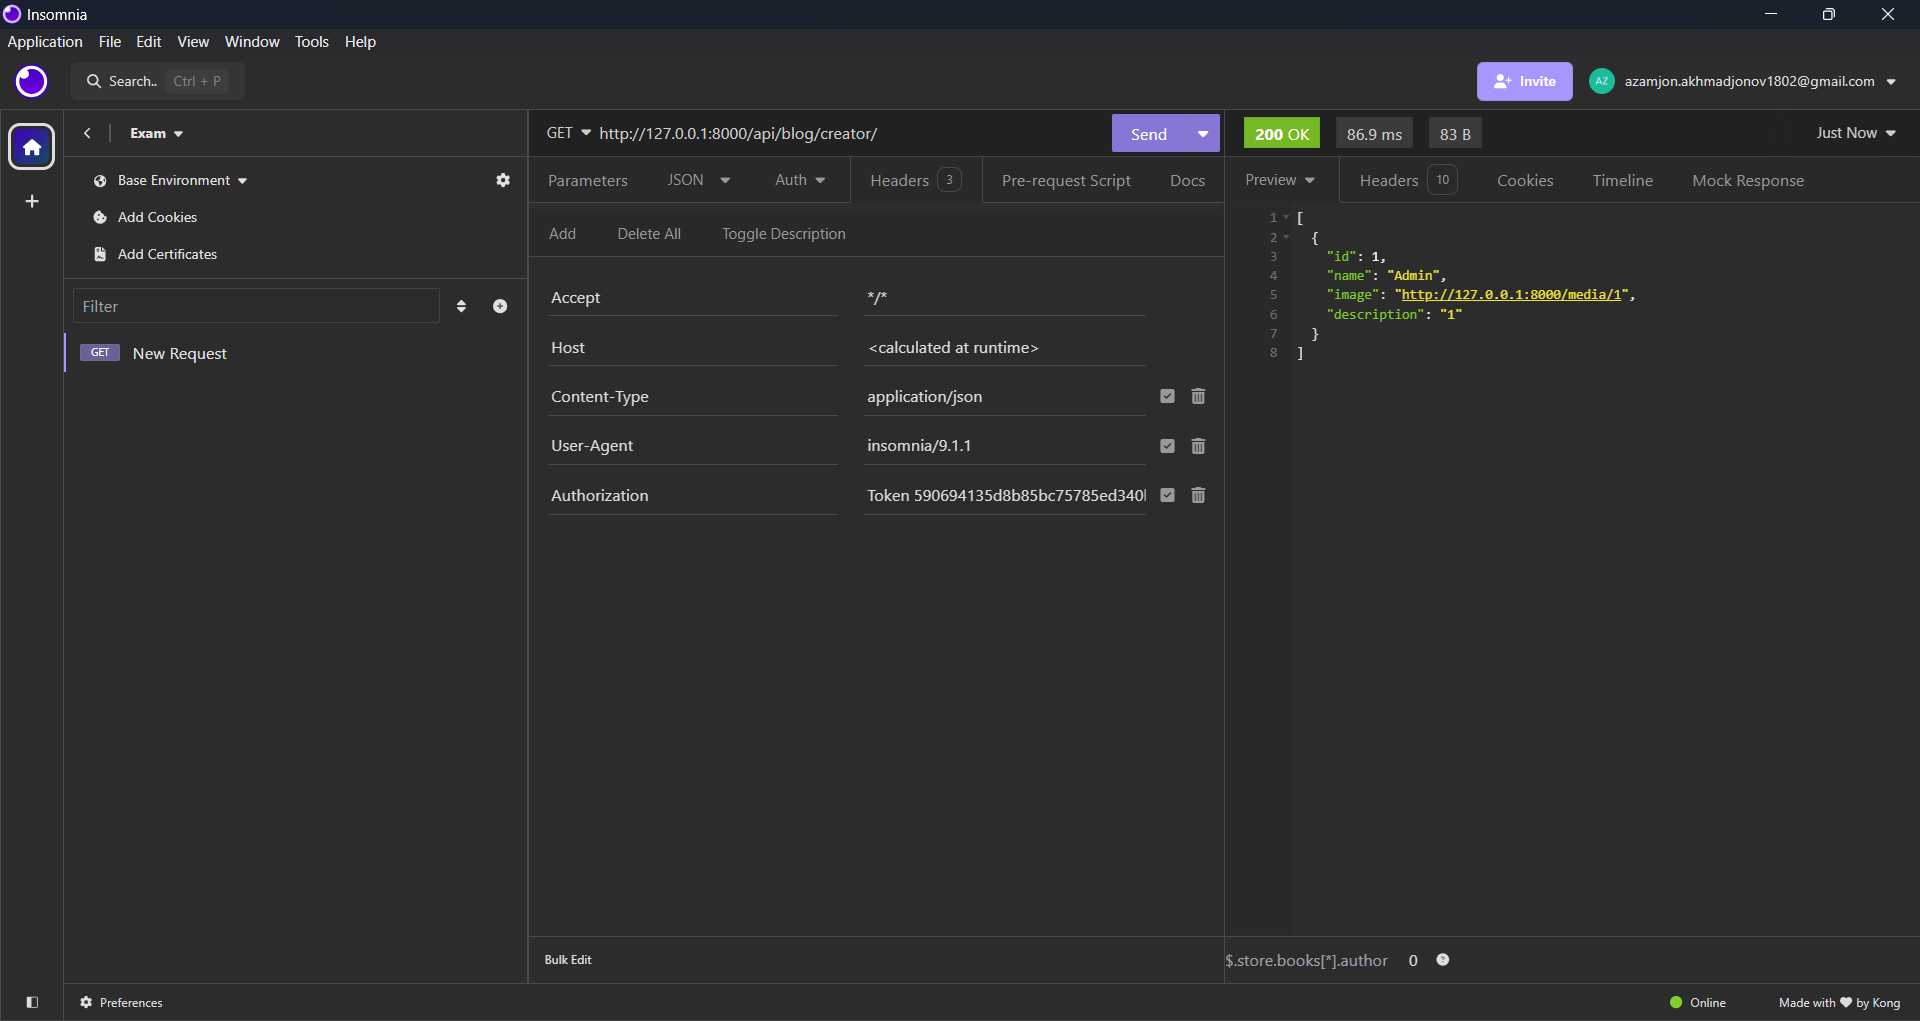 Insomnia
Application File Edit View Window Tools Help
Search.. Ctrl + P
Invite
AZ azamjon.akhmadjonov1802@gmail.com
Exam
Base Environment
Add Cookies
Add Certificates
Filter
GET New Request
GET http://127.0.0.1:8000/api/blog/creator/
Send
Parameters JSON Auth Headers 3 Pre-request Script Docs
Add Delete All Toggle Description
Accept */*
Host <calculated at runtime>
Content-Type application/json
User-Agent insomnia/9.1.1
Authorization Token 590694135d8b85bc75785ed340
Bulk Edit
200 OK 86.9 ms 83 B Just Now
Preview Headers 10 Cookies Timeline Mock Response
1 [
2 {
3 "id": 1,
4 "name": "Admin",
5 "image": "http://127.0.0.1:8000/media/1",
6 "description": "1"
7 }
8 ]
$.store.books[*].author 0 ?
Preferences
Online Made with ❤ by Kong